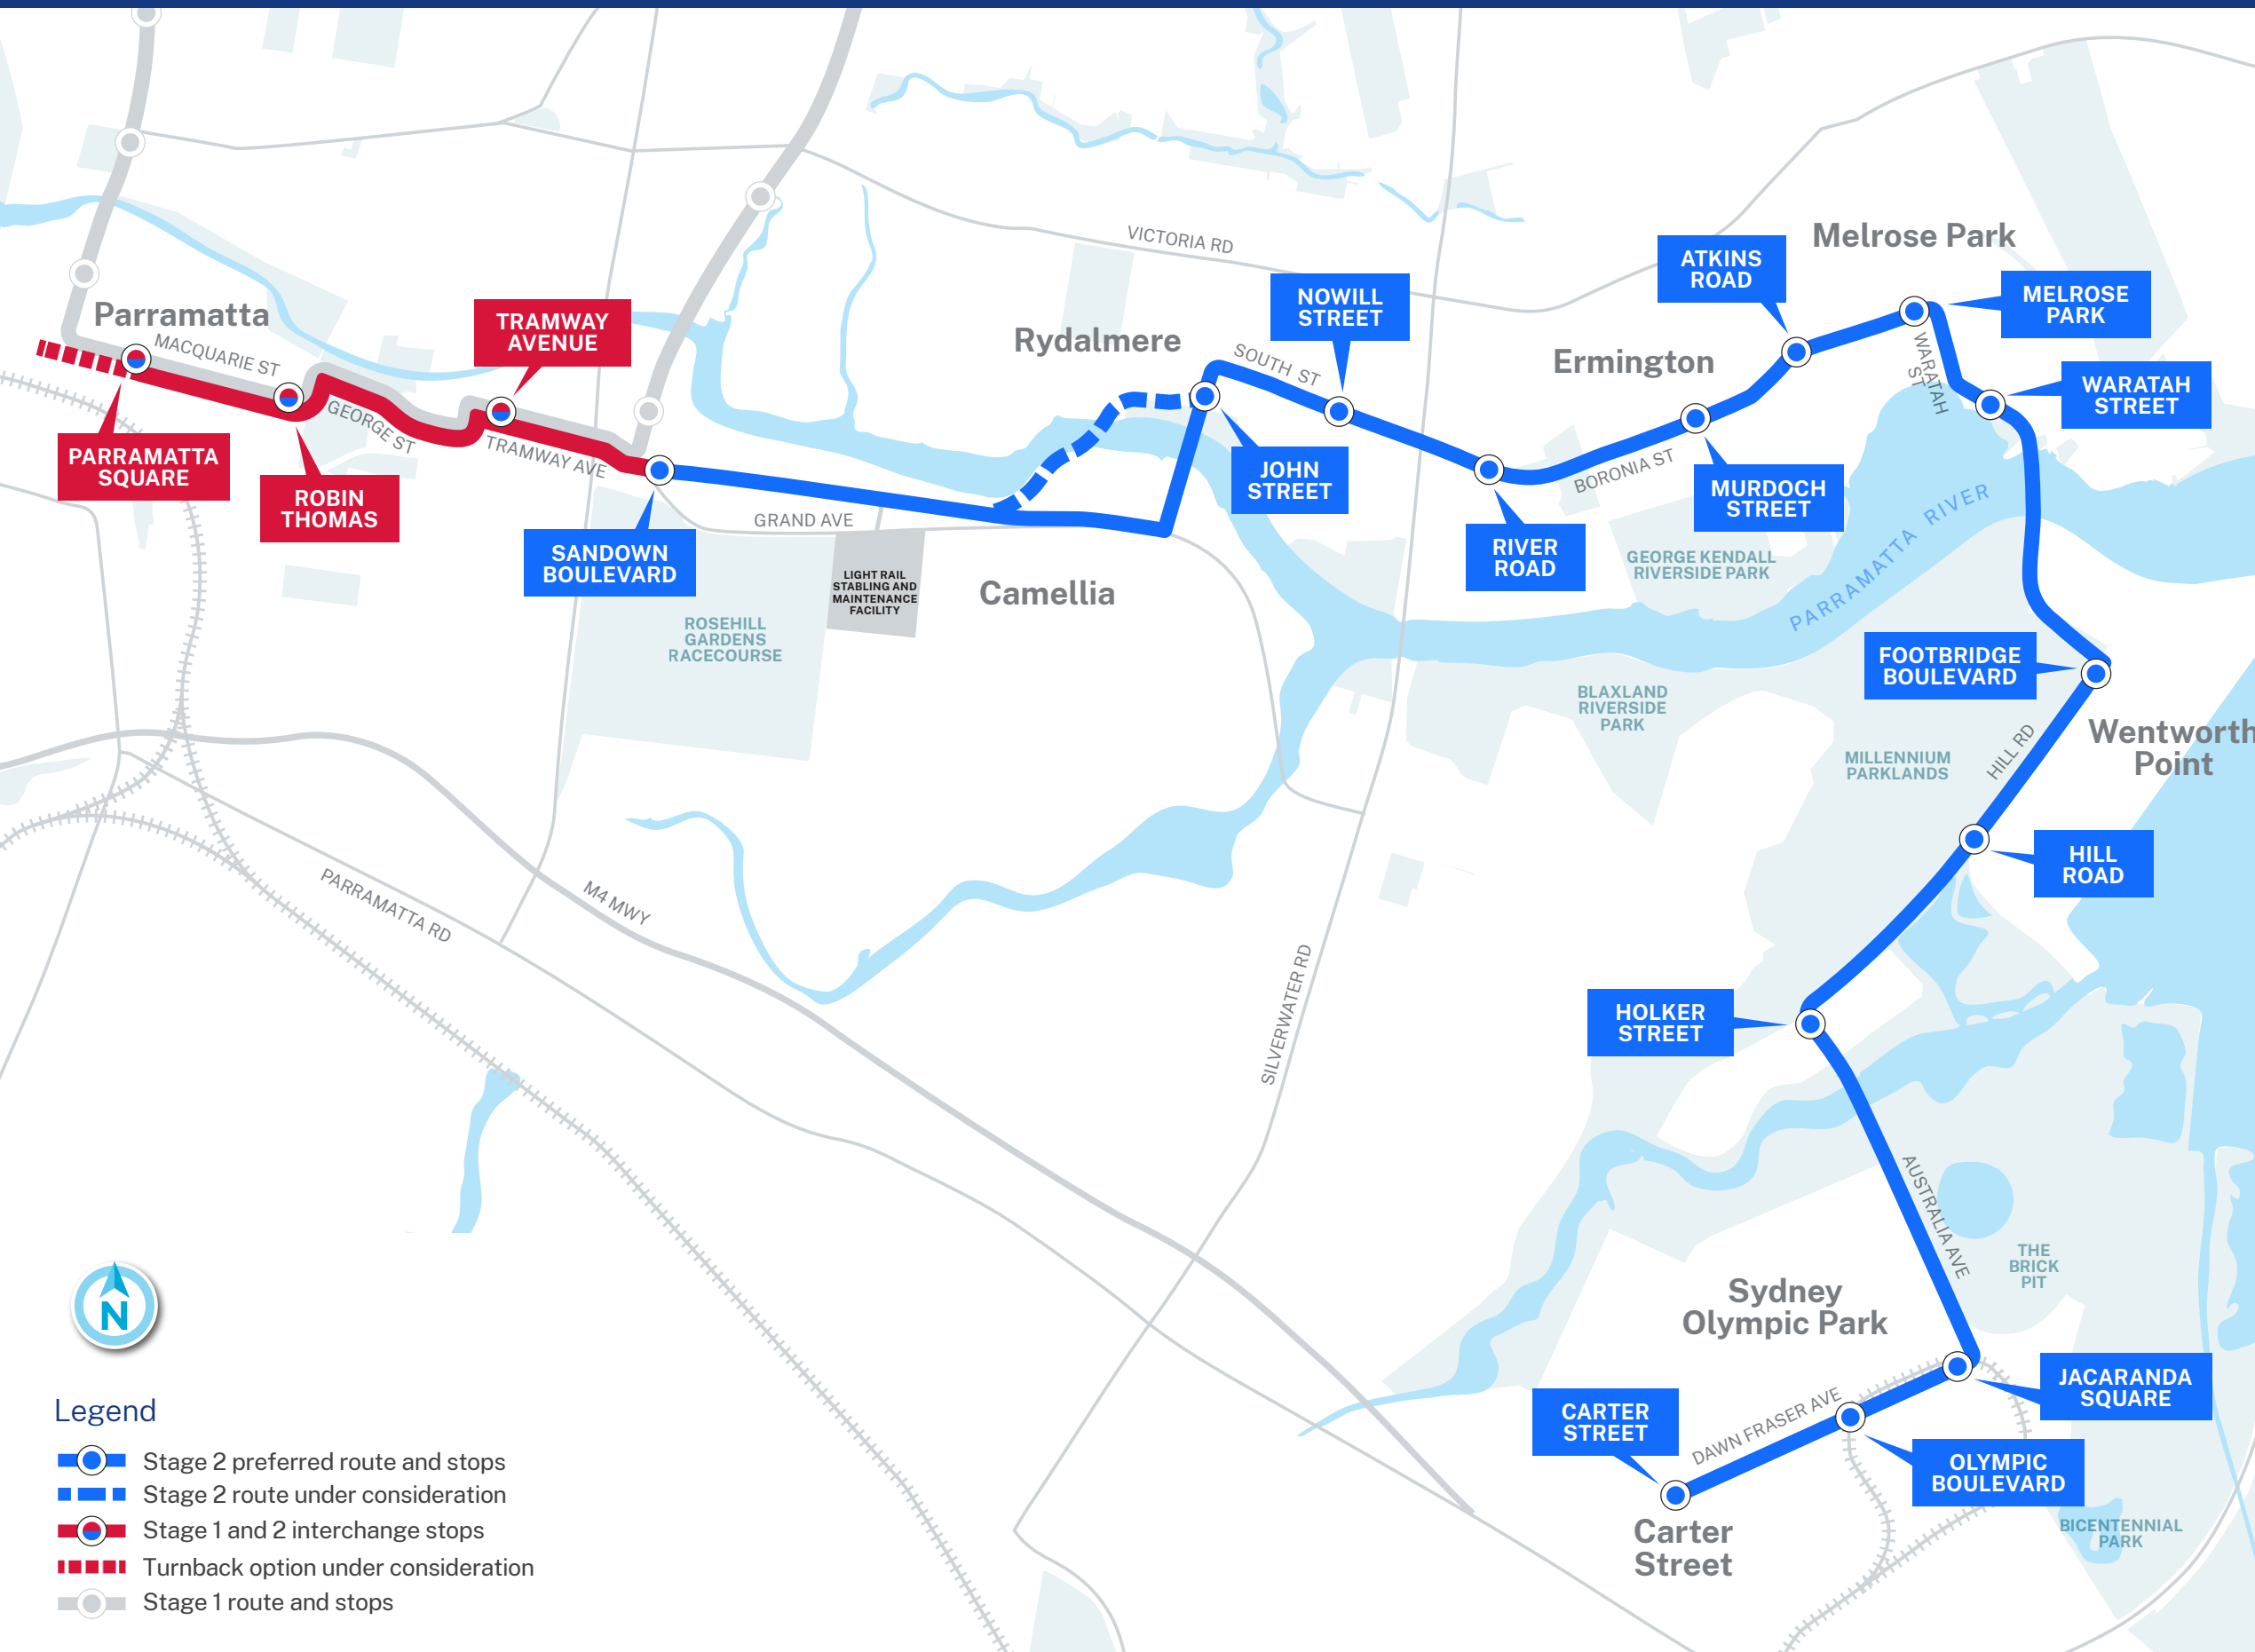 VICTORIA RD
Melrose Park
ATKINS
ROAD
MELROSE
PARK
NOWILL
STREET
TRAMWAY
AVENUE
Parramatta
MACQUARIE ST
Rydalmere
SOUTH ST
Ermington
WARATAH
ST
WARATAH
STREET
GEORGE ST
TRAMWAY AVE
PARRAMATTA
SQUARE
ROBIN
THOMAS
JOHN
STREET
BORONIA ST
MURDOCH
STREET
PARRAMATTA RIVER
GRAND AVE
SANDOWN
BOULEVARD
RIVER
ROAD
GEORGE KENDALL
RIVERSIDE PARK
LIGHT RAIL
STABLING AND
MAINTENANCE
FACILITY
Camellia
ROSEHILL
GARDENS
RACECOURSE
FOOTBRIDGE
BOULEVARD
BLAXLAND
RIVERSIDE
PARK
Wentworth
Point
HILL RD
MILLENNIUM
PARKLANDS
HILL
ROAD
PARRAMATTA RD
M4 MWY
SILVERWATER RD
HOLKER
STREET
AUSTRALIA AVE
THE
BRICK
PIT
Sydney
Olympic Park
N
JACARANDA
SQUARE
CARTER
STREET
DAWN FRASER AVE
OLYMPIC
BOULEVARD
BICENTENNIAL
PARK
Carter
Street
Legend
Stage 2 preferred route and stops
Stage 2 route under consideration
Stage 1 and 2 interchange stops
Turnback option under consideration
Stage 1 route and stops